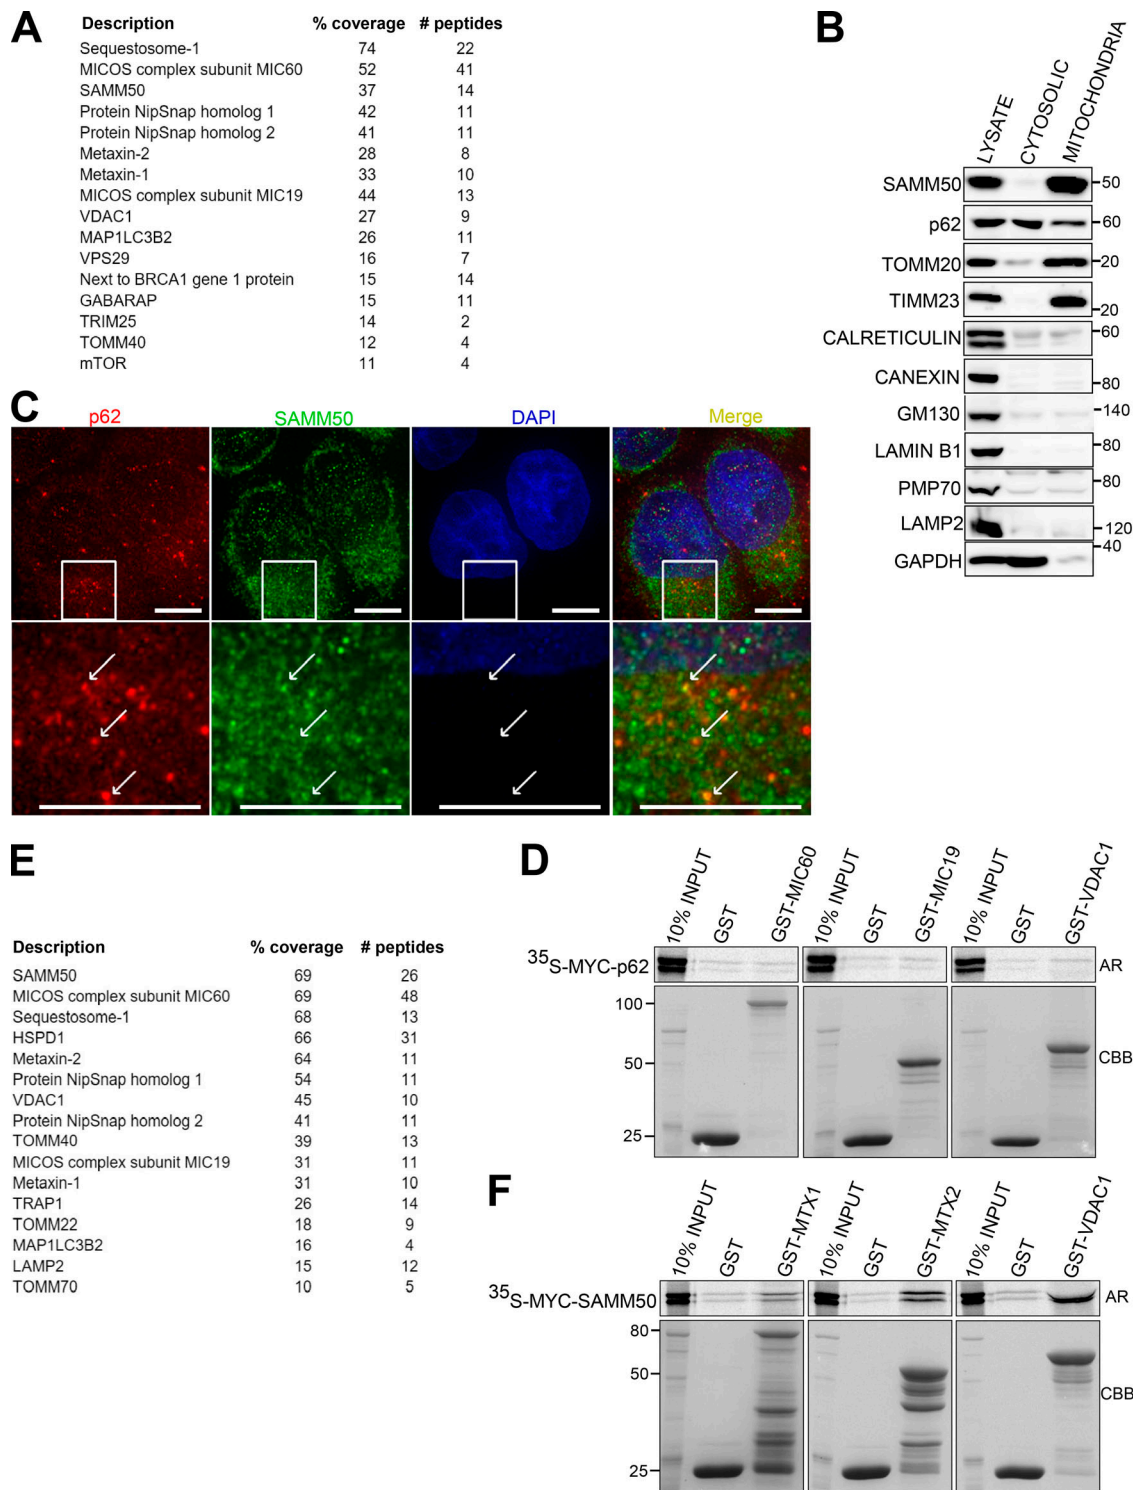 A
Description % coverage # peptides
Sequestosome-1 74 22
MICOS complex subunit MIC60 52 41
SAMM50 37 14
Protein NipSnap homolog 1 42 11
Protein NipSnap homolog 2 41 11
Metaxin-2 28 8
Metaxin-1 33 10
MICOS complex subunit MIC19 44 13
VDAC1 27 9
MAP1LC3B2 26 11
VPS29 16 7
Next to BRCA1 gene 1 protein 15 14
GABARAP 15 11
TRIM25 14 2
TOMM40 12 4
mTOR 11 4
B
LYSATE CYTOSOLIC MITOCHONDRIA
SAMM50 50
p62 60
TOMM20 20
TIMM23 20
CALRETICULIN 60
CANEXIN 80
GM130 140
LAMIN B1 80
PMP70 80
LAMP2 120
GAPDH 40
C
p62 SAMM50 DAPI Merge
D
10% INPUT GST GST-MIC60 10% INPUT GST GST-MIC19 10% INPUT GST GST-VDAC1
35S-MYC-p62 AR
100
50 CBB
25
E
Description % coverage # peptides
SAMM50 69 26
MICOS complex subunit MIC60 69 48
Sequestosome-1 68 13
HSPD1 66 31
Metaxin-2 64 11
Protein NipSnap homolog 1 54 11
VDAC1 45 10
Protein NipSnap homolog 2 41 11
TOMM40 39 13
MICOS complex subunit MIC19 31 11
Metaxin-1 31 10
TRAP1 26 14
TOMM22 18 9
MAP1LC3B2 16 4
LAMP2 15 12
TOMM70 10 5
F
10% INPUT GST GST-MTX1 10% INPUT GST GST-MTX2 10% INPUT GST GST-VDAC1
35S-MYC-SAMM50 AR
80
50 CBB
25